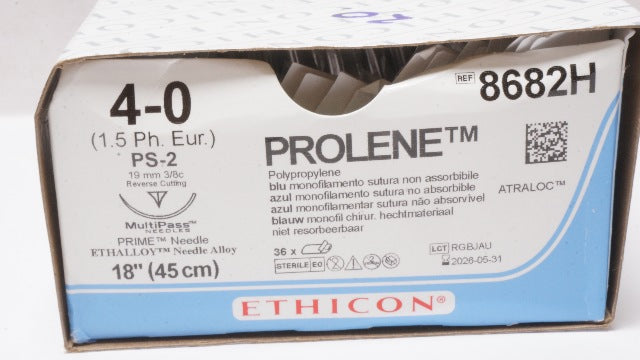 4-0
(1.5 Ph. Eur.)
PS-2
19 mm 3/8c
Reverse Cutting
MultiPass™
NEEDLES
PRIME™ Needle
ETHALLOY™ Needle Alloy
18" (45 cm)
REF 8682H
PROLENE™
Polypropylene
blu monofilamento sutura non assorbibile
azul monofilamento sutura no absorbible
azul monofilamentar sutura não absorvível
blauw monofil chirur. hechtmateriaal
niet resorbeerbaar
ATRALOC™
36 x
STERILE EO
LCT RGBJAU
2026-05-31
ETHICON®